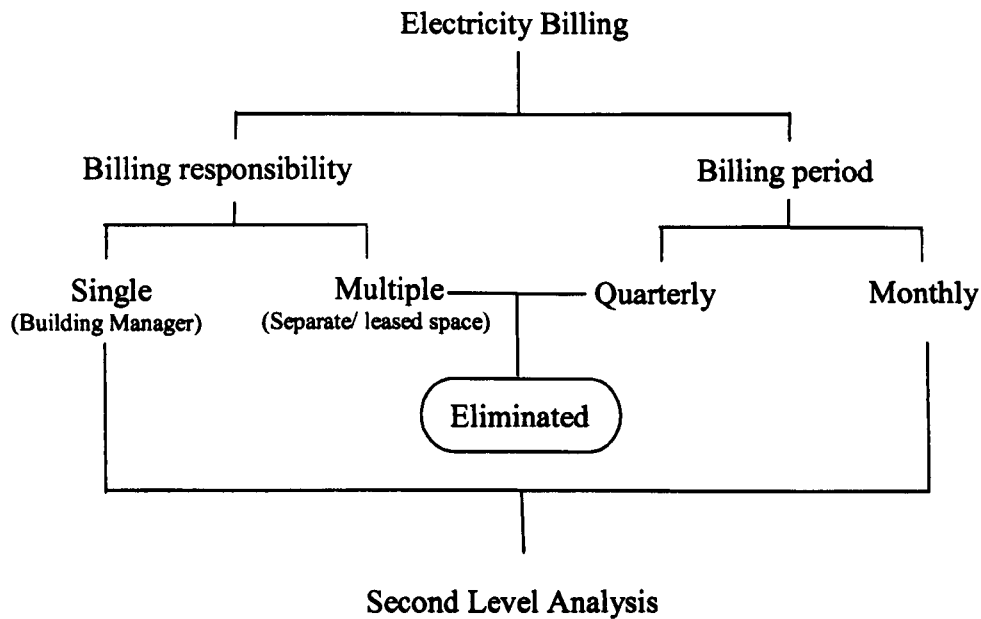 Electricity Billing
Billing responsibility
Billing period
Single
(Building Manager)
Multiple
(Separate/ leased space)
Quarterly
Monthly
Eliminated
Second Level Analysis